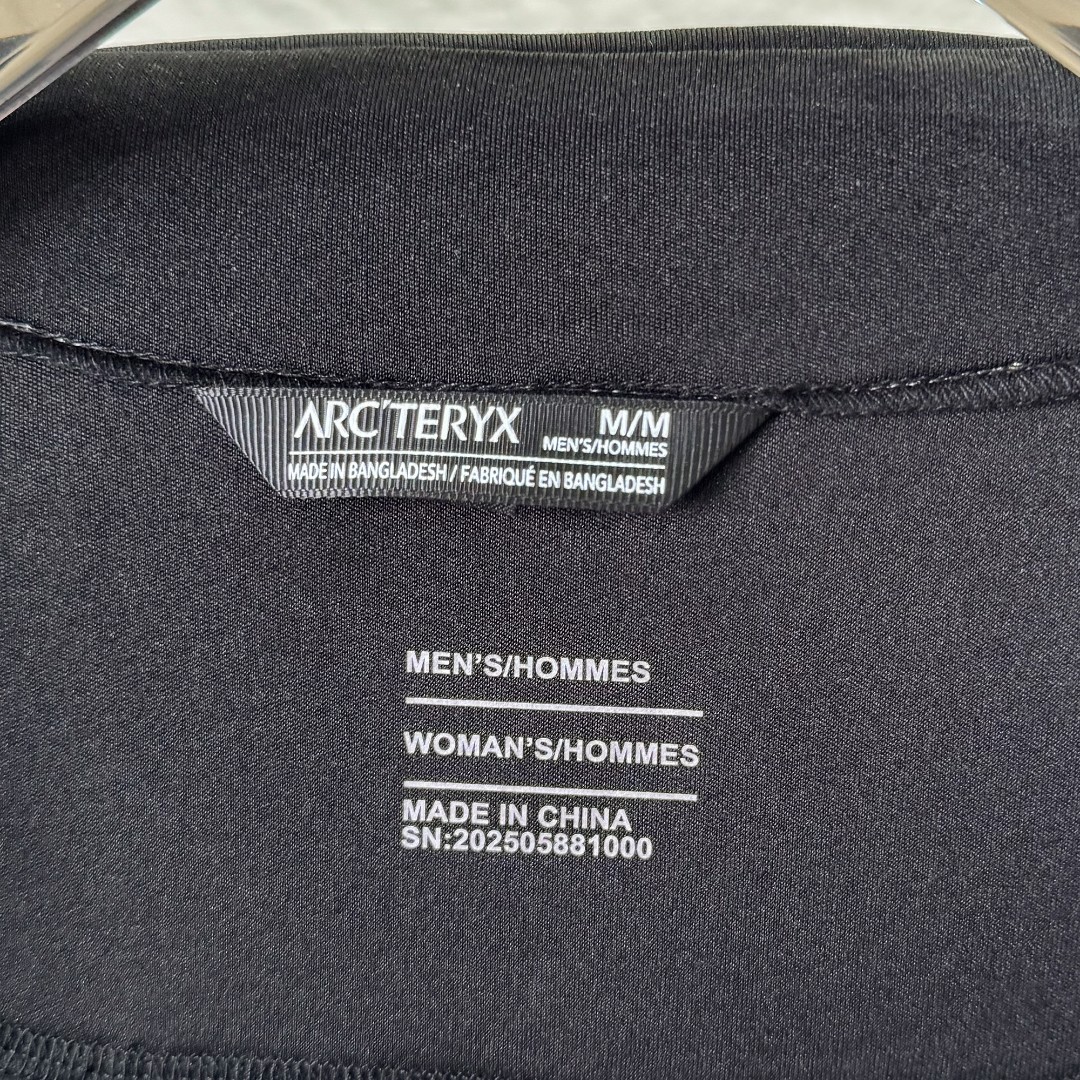 ARC'TERYX M/M
MEN'S/HOMMES
MADE IN BANGLADESH / FABRIQUÉ EN BANGLADESH
MEN'S/HOMMES
WOMAN'S/HOMMES
MADE IN CHINA
SN:202505881000